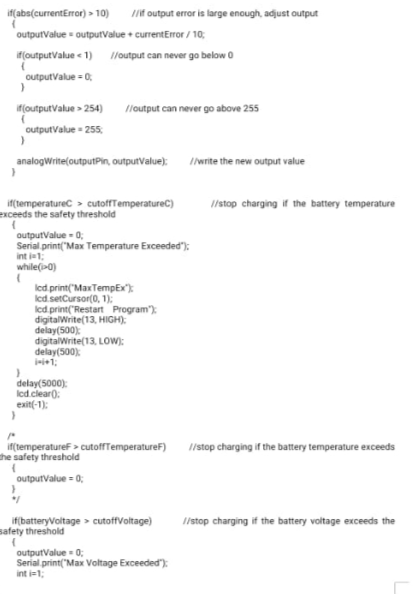 if(abs(currentError) > 10) //if output error is large enough, adjust output
{
outputValue = outputValue + currentError / 10;
if(outputValue < 1) //output can never go below 0
{
outputValue = 0;
}
if(outputValue > 254) //output can never go above 255
{
outputValue = 255;
}
analogWrite(outputPin, outputValue); //write the new output value
}
if(temperatureC > cutoffTemperatureC) //stop charging if the battery temperature
exceeds the safety threshold
{
outputValue = 0;
Serial.print("Max Temperature Exceeded");
int i=1;
while(i>0)
{
lcd.print("MaxTempEx");
lcd.setCursor(0, 1);
lcd.print("Restart Program");
digitalWrite(13, HIGH);
delay(500);
digitalWrite(13, LOW);
delay(500);
i=i+1;
}
delay(5000);
lcd.clear();
exit(-1);
}
/*
if(temperatureF > cutoffTemperatureF) //stop charging if the battery temperature exceeds
the safety threshold
{
outputValue = 0;
}
*/
if(batteryVoltage > cutoffVoltage) //stop charging if the battery voltage exceeds the
safety threshold
{
outputValue = 0;
Serial.print("Max Voltage Exceeded");
int i=1;